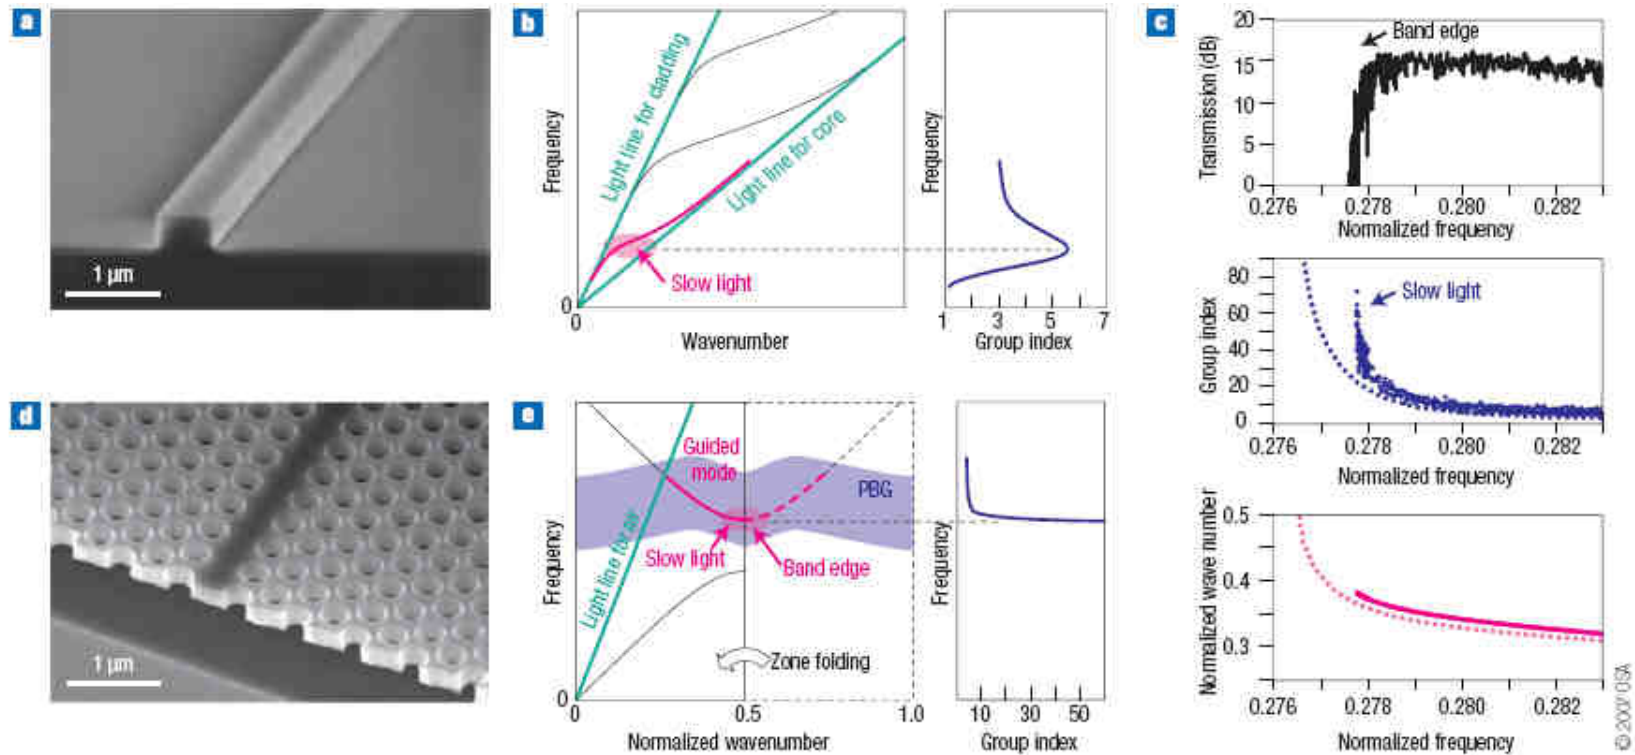 a
1 µm
b
Frequency
Light line for cladding
Light line for core
Slow light
0
0
Wavenumber
Frequency
1 3 5 7
Group index
c
20
15
10
5
0
Transmission (dB)
Band edge
0.276 0.278 0.280 0.282
Normalized frequency
80
60
40
20
0
Group index
Slow light
0.276 0.278 0.280 0.282
Normalized frequency
0.5
0.4
0.3
Normalized wave number
0.276 0.278 0.280 0.282
Normalized frequency
d
1 µm
e
Frequency
Light line for air
Guided
mode
PBG
Slow light
Band edge
Zone folding
0
0 0.5 1.0
Normalized wavenumber
Frequency
10 30 50
Group index
© 2007 OSA